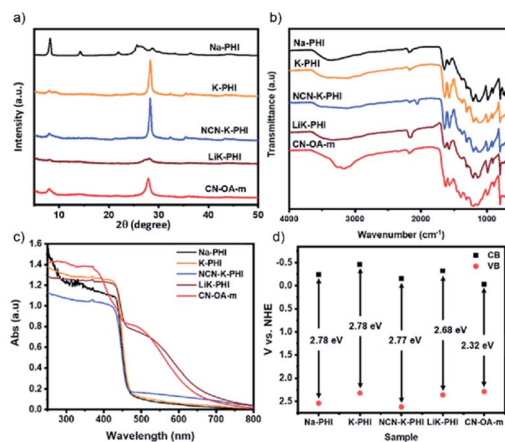 a)
Na-PHI
K-PHI
NCN-K-PHI
LiK-PHI
CN-OA-m
Intensity (a.u.)
10 20 30 40 50
2θ (degree)
b)
Na-PHI
K-PHI
NCN-K-PHI
LiK-PHI
CN-OA-m
Transmittance (a.u)
4000 3000 2000 1000
Wavenumber (cm⁻¹)
c)
Na-PHI
K-PHI
NCN-K-PHI
LiK-PHI
CN-OA-m
Abs (a.u)
1.6
1.4
1.2
1.0
0.8
0.6
0.4
0.2
0.0
300 400 500 600 700 800
Wavelength (nm)
d)
CB
VB
V vs. NHE
-0.5
0.0
0.5
1.0
1.5
2.0
2.5
2.78 eV
2.78 eV
2.77 eV
2.68 eV
2.32 eV
Na-PHI K-PHI NCN-K-PHI LiK-PHI CN-OA-m
Sample